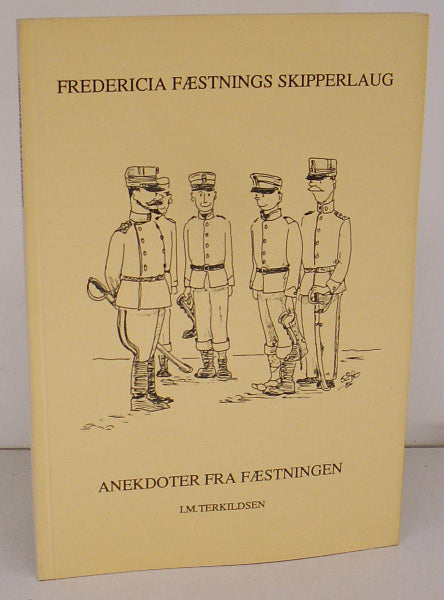 FREDERICIA FÆSTNINGS SKIPPERLAUG
ANEKDOTER FRA FÆSTNINGEN
I.M.TERKILDSEN